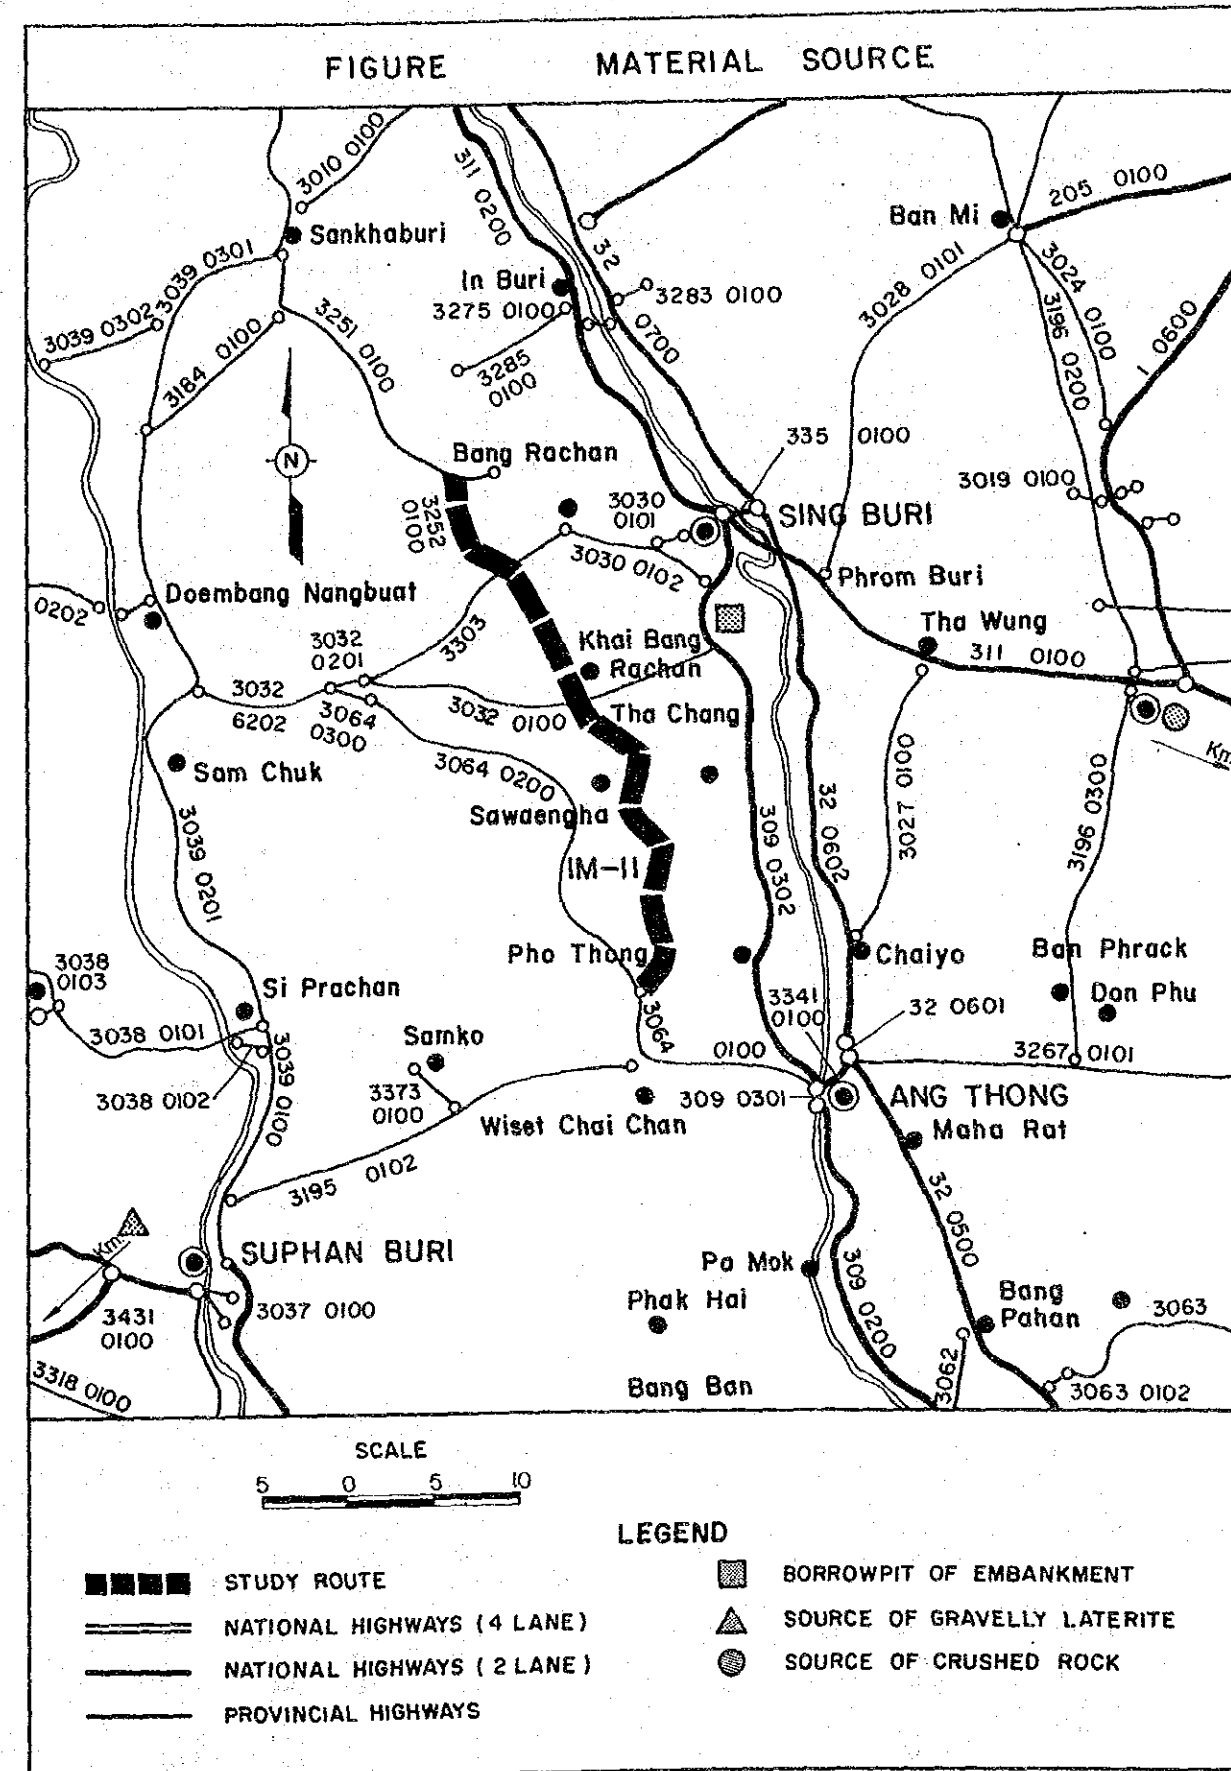 FIGURE MATERIAL SOURCE
3010 0100
311 0200
205 0100
Ban Mi
Sankhaburi
3039 0301
32
0700
In Buri
3275 0100
3283 0100
3028 0101
3024 0100
3196 0200
1 0600
3039 0302
3184 0100
3251 0100
3285
0100
N
335 0100
Bang Rachan
3252
0100
3030
0101
3019 0100
SING BURI
3030 0102
Phrom Buri
0202
Doembang Nangbuat
3303
Tha Wung
3032
0201
Khai Bang
Rachan
311 0100
3032
6202
3064
0300
3032 0100
Tha Chang
Km.
Sam Chuk
3064 0200
3027 0100
3196 0300
Sawaengha
309 0302
32 0602
3039 0201
IM-11
Pho Thong
Chaiyo
Ban Phrack
3038
0103
Si Prachan
3341
0100
32 0601
Don Phu
3038 0101
Samko
3064
0100
3267 0101
3038 0102
3039 0100
3373
0100
309 0301
ANG THONG
Wiset Chai Chan
Maha Rat
3195 0102
32 0500
Km.
SUPHAN BURI
Pa Mok
309 0200
3431
0100
3037 0100
Phak Hai
Bang
Pahan
3063
3318 0100
Bang Ban
3062
3063 0102
SCALE
5 0 5 10
LEGEND
STUDY ROUTE
NATIONAL HIGHWAYS (4 LANE)
NATIONAL HIGHWAYS (2 LANE)
PROVINCIAL HIGHWAYS
BORROWPIT OF EMBANKMENT
SOURCE OF GRAVELLY LATERITE
SOURCE OF CRUSHED ROCK